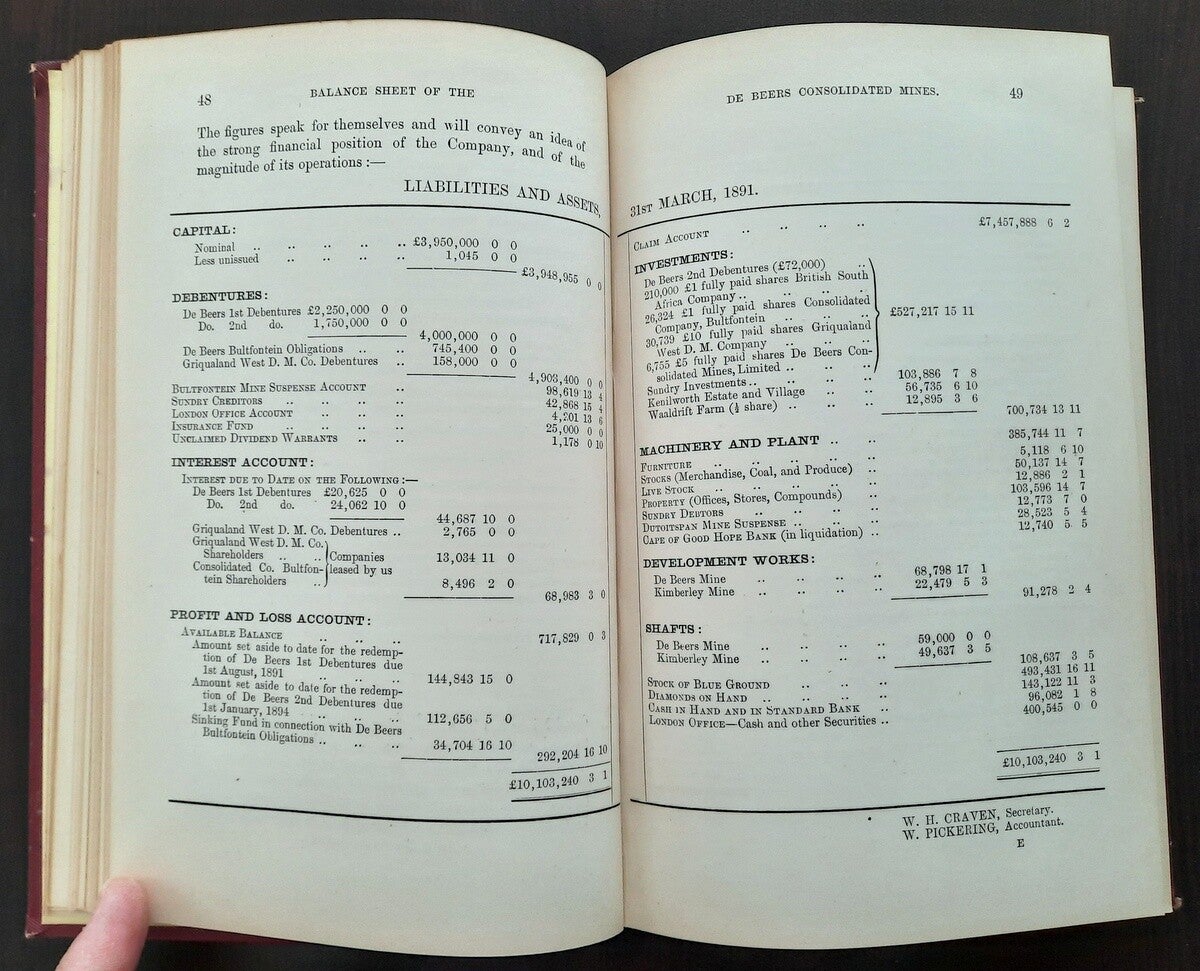 48 BALANCE SHEET OF THE
The figures speak for themselves and will convey an idea of
the strong financial position of the Company, and of the
magnitude of its operations :—
LIABILITIES AND ASSETS,
CAPITAL:
Nominal .. .. .. .. .. £3,950,000 0 0
Less unissued .. .. .. .. 1,045 0 0
£3,948,955 0 0
DEBENTURES:
De Beers 1st Debentures £2,250,000 0 0
Do. 2nd do. 1,750,000 0 0
4,000,000 0 0
De Beers Bultfontein Obligations .. .. 745,400 0 0
Griqualand West D. M. Co. Debentures .. 158,000 0 0
4,903,400 0 0
BULTFONTEIN MINE SUSPENSE ACCOUNT .. 98,619 13 4
SUNDRY CREDITORS .. .. .. .. 42,868 15 4
LONDON OFFICE ACCOUNT .. .. .. 4,201 13 6
INSURANCE FUND .. .. .. .. 25,000 0 0
UNCLAIMED DIVIDEND WARRANTS .. .. 1,178 0 10
INTEREST ACCOUNT:
INTEREST DUE TO DATE ON THE FOLLOWING :—
De Beers 1st Debentures £20,625 0 0
Do. 2nd do. 24,062 10 0
44,687 10 0
Griqualand West D. M. Co. Debentures .. 2,765 0 0
Griqualand West D. M. Co.
Shareholders .. .. Companies 13,034 11 0
Consolidated Co. Bultfon- leased by us
tein Shareholders .. 8,496 2 0
68,983 3 0
PROFIT AND LOSS ACCOUNT:
AVAILABLE BALANCE .. .. .. 717,829 0 3
Amount set aside to date for the redemp-
tion of De Beers 1st Debentures due
1st August, 1891 .. .. .. 144,843 15 0
Amount set aside to date for the redemp-
tion of De Beers 2nd Debentures due
1st January, 1894 .. .. .. 112,656 5 0
Sinking Fund in connection with De Beers
Bultfontein Obligations .. .. .. 34,704 16 10
292,204 16 10
£10,103,240 3 1
DE BEERS CONSOLIDATED MINES. 49
31ST MARCH, 1891.
CLAIM ACCOUNT .. .. .. .. £7,457,888 6 2
INVESTMENTS:
De Beers 2nd Debentures (£72,000) ..
210,000 £1 fully paid shares British South
Africa Company .. .. .. ..
26,324 £1 fully paid shares Consolidated
Company, Bultfontein .. .. £527,217 15 11
30,739 £10 fully paid shares Griqualand
West D. M. Company .. ..
6,755 £5 fully paid shares De Beers Con-
solidated Mines, Limited .. ..
Sundry Investments .. .. .. .. 103,886 7 8
Kenilworth Estate and Village .. .. 56,735 6 10
Waaldrift Farm (½ share) .. .. .. 12,895 3 6
700,734 13 11
MACHINERY AND PLANT .. .. 385,744 11 7
FURNITURE .. .. .. .. 5,118 6 10
STOCKS (Merchandise, Coal, and Produce) .. 50,137 14 7
LIVE STOCK .. .. .. .. 12,886 2 1
PROPERTY (Offices, Stores, Compounds) .. 103,596 14 7
SUNDRY DEBTORS .. .. .. .. 12,773 7 0
DUTOITSPAN MINE SUSPENSE .. .. .. 28,523 5 4
CAPE OF GOOD HOPE BANK (in liquidation) .. 12,740 5 5
DEVELOPMENT WORKS:
De Beers Mine .. .. .. .. 68,798 17 1
Kimberley Mine .. .. .. .. 22,479 5 3
91,278 2 4
SHAFTS:
De Beers Mine .. .. .. .. 59,000 0 0
Kimberley Mine .. .. .. .. 49,637 3 5
108,637 3 5
STOCK OF BLUE GROUND .. .. .. 493,431 16 11
DIAMONDS ON HAND .. .. .. .. 143,122 11 3
CASH IN HAND AND IN STANDARD BANK .. 96,082 1 8
LONDON OFFICE—Cash and other Securities .. 400,545 0 0
£10,103,240 3 1
W. H. CRAVEN, Secretary.
W. PICKERING, Accountant.
E